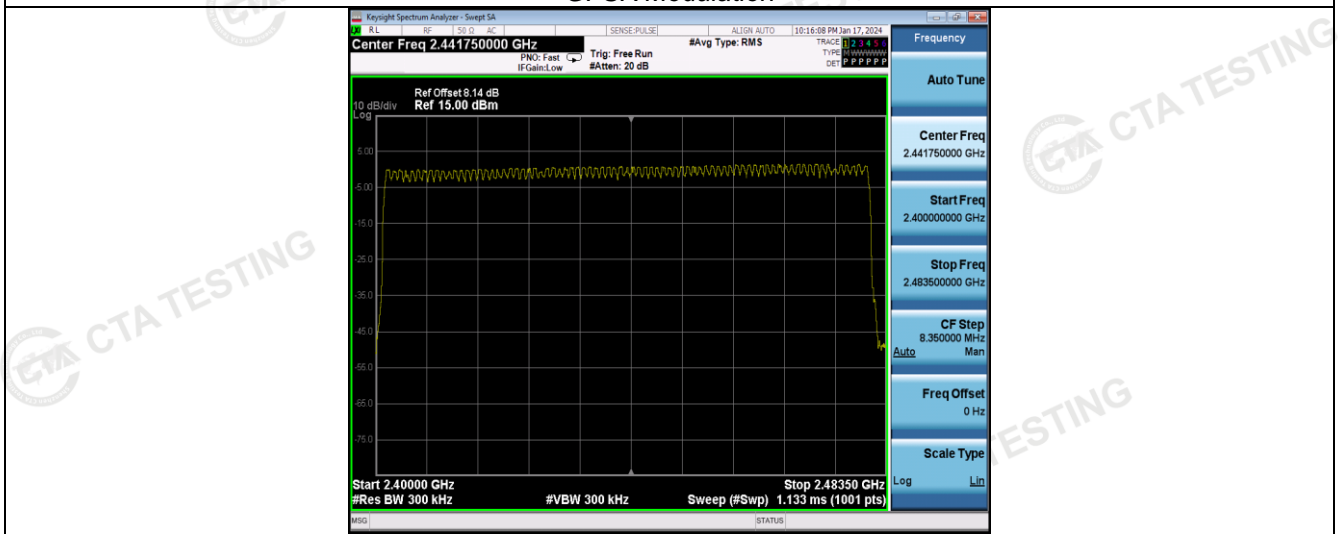 GFSK Modulation
Keysight Spectrum Analyzer - Swept SA
RL RF 50 Ω AC SENSE:PULSE ALIGN AUTO 10:16:08 PM Jan 17, 2024
Center Freq 2.441750000 GHz
PNO: Fast
IFGain:Low
Trig: Free Run
#Atten: 20 dB
#Avg Type: RMS
TRACE 1 2 3 4 5 6
TYPE M WWWWW
DET P P P P P P
Ref Offset 8.14 dB
10 dB/div Ref 15.00 dBm
Log
5.00
-5.00
-15.0
-25.0
-35.0
-45.0
-55.0
-65.0
-75.0
Start 2.40000 GHz
Stop 2.48350 GHz
#Res BW 300 kHz
#VBW 300 kHz
Sweep (#Swp) 1.133 ms (1001 pts)
MSG
STATUS
Frequency
Auto Tune
Center Freq
2.441750000 GHz
Start Freq
2.400000000 GHz
Stop Freq
2.483500000 GHz
CF Step
8.350000 MHz
Auto Man
Freq Offset
0 Hz
Scale Type
Log Lin
CTA TESTING
CTA TESTING
TESTING